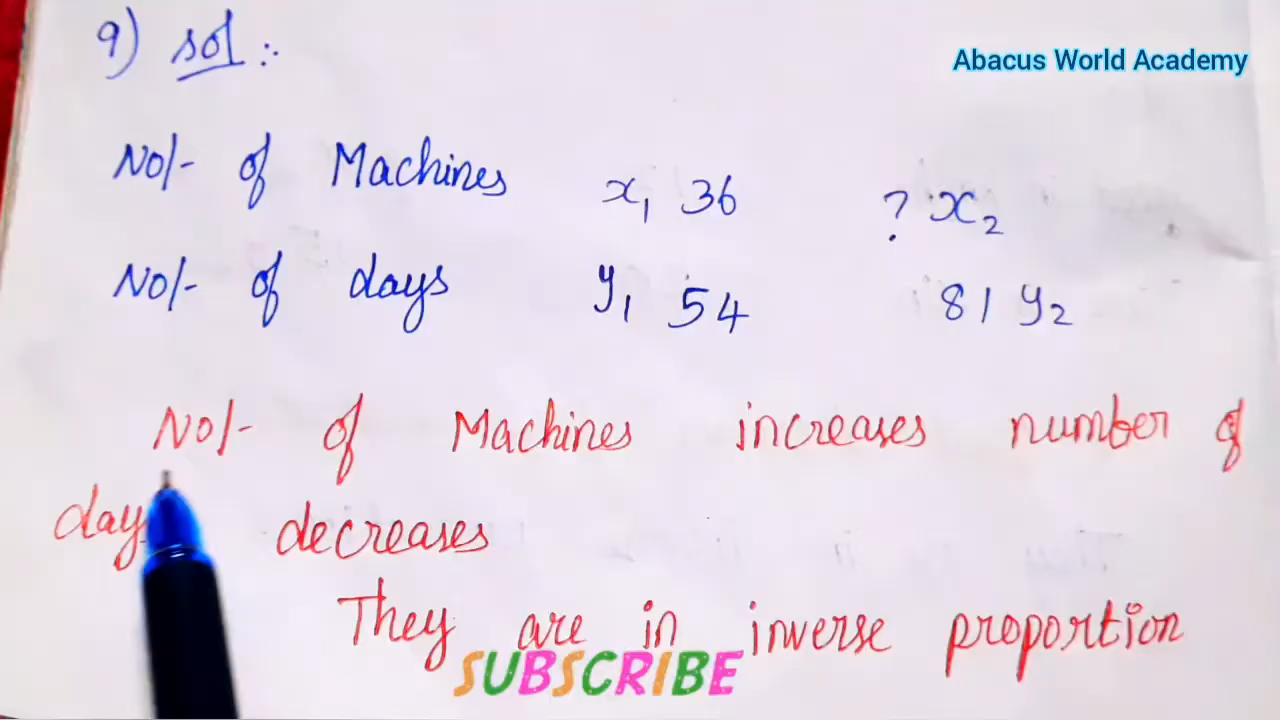 9) sol :-
Abacus World Academy
No/- of Machines x₁ 36 ? x₂
No/- of days y₁ 54 81 y₂
No/- of Machines increases number of
days decreases
They are in inverse proportion
SUBSCRIBE